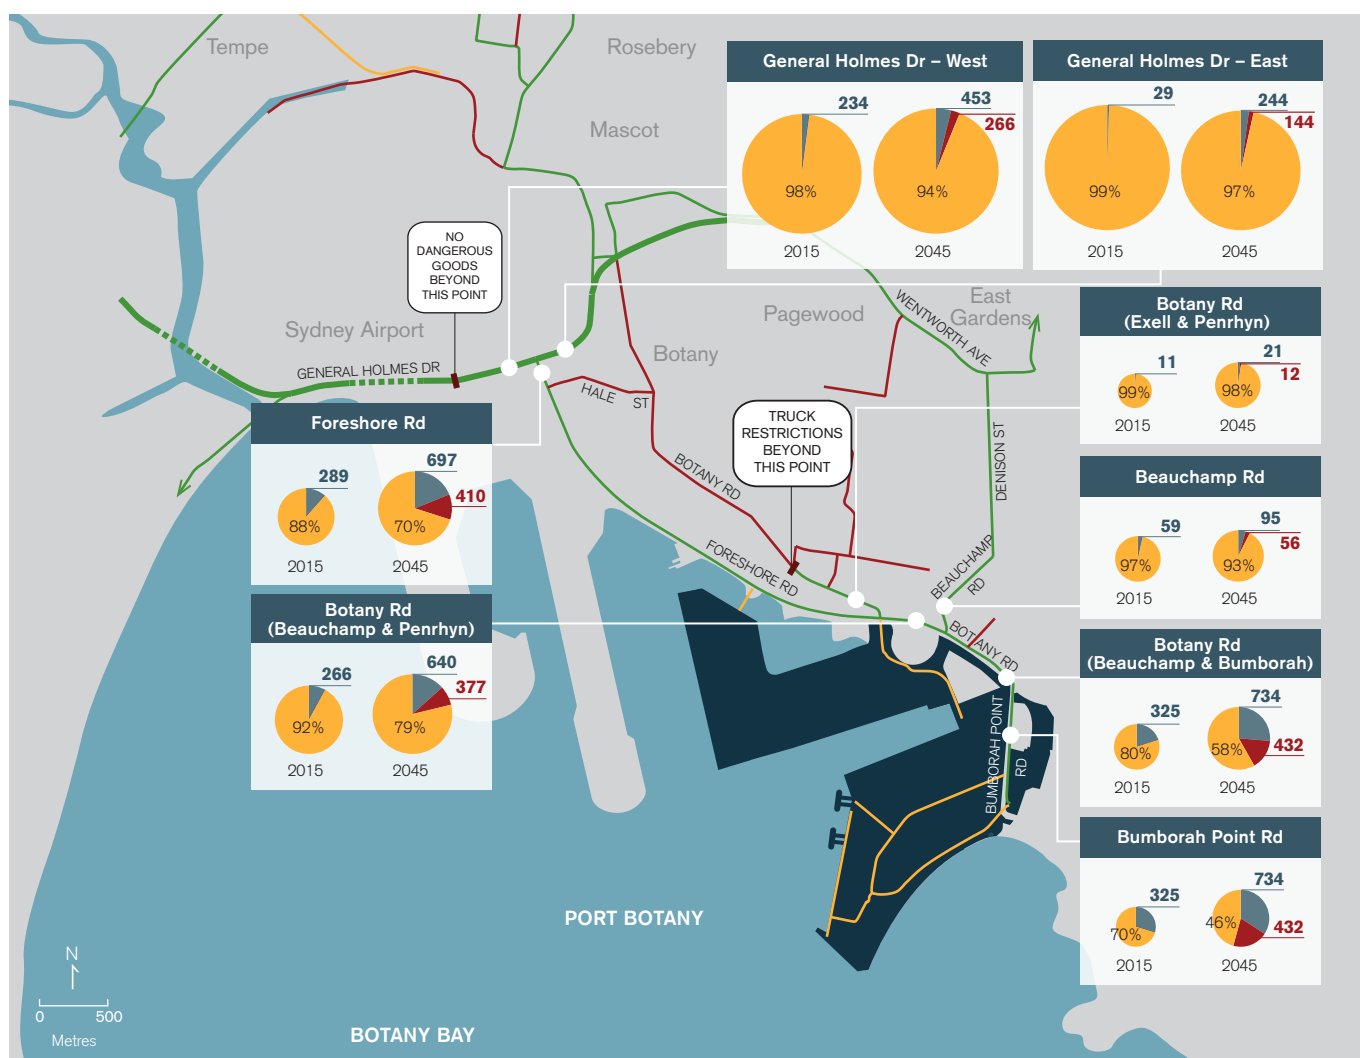 Tempe
Rosebery
Mascot
General Holmes Dr – West
234
98%
2015
453
266
94%
2045
General Holmes Dr – East
29
99%
2015
244
144
97%
2045
NO
DANGEROUS
GOODS
BEYOND
THIS POINT
Sydney Airport
GENERAL HOLMES DR
Botany
Pagewood
East
Gardens
WENTWORTH AVE
HALE ST
Botany Rd
(Exell & Penrhyn)
11
99%
2015
21
12
98%
2045
Foreshore Rd
289
88%
2015
697
410
70%
2045
TRUCK
RESTRICTIONS
BEYOND
THIS POINT
BOTANY RD
DENISON ST
Beauchamp Rd
59
97%
2015
95
56
93%
2045
FORESHORE RD
BEAUCHAMP
RD
BOTANY RD
Botany Rd
(Beauchamp & Penrhyn)
266
92%
2015
640
377
79%
2045
Botany Rd
(Beauchamp & Bumborah)
325
80%
2015
734
432
58%
2045
BUMBORAH POINT
RD
Bumborah Point Rd
325
70%
2015
734
432
46%
2045
PORT BOTANY
N
0 500
Metres
BOTANY BAY